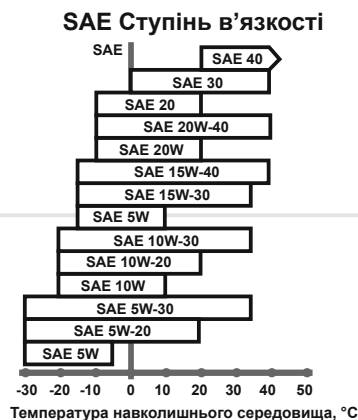 SAE Ступінь в’язкості
SAE
SAE 40
SAE 30
SAE 20
SAE 20W-40
SAE 20W
SAE 15W-40
SAE 15W-30
SAE 5W
SAE 10W-30
SAE 10W-20
SAE 10W
SAE 5W-30
SAE 5W-20
SAE 5W
-30 -20 -10 0 10 20 30 40 50
Температура навколишнього середовища, °C